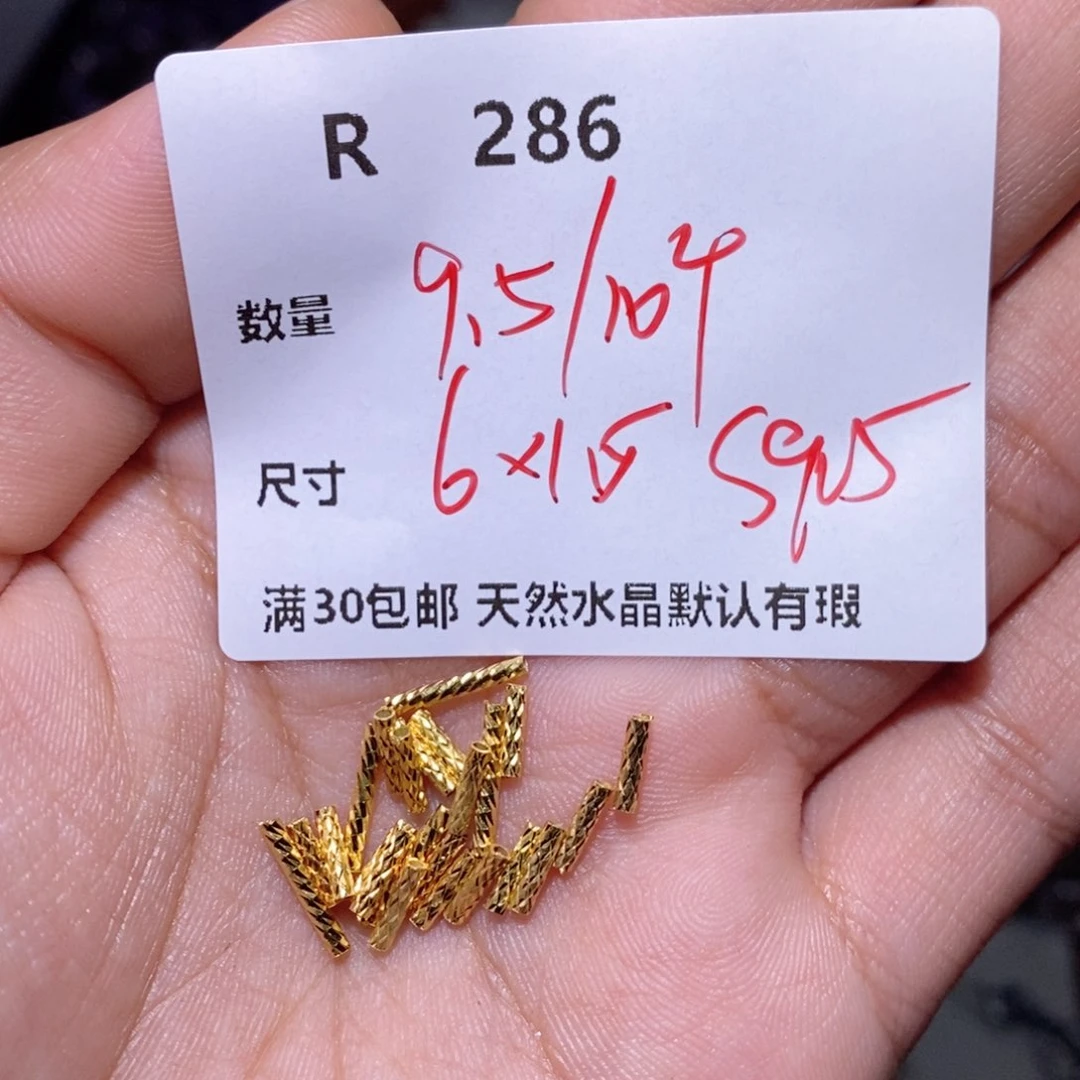 R 286
数量 9.5/10个
尺寸 6×1.5
满30包邮 天然水晶默认有瑕